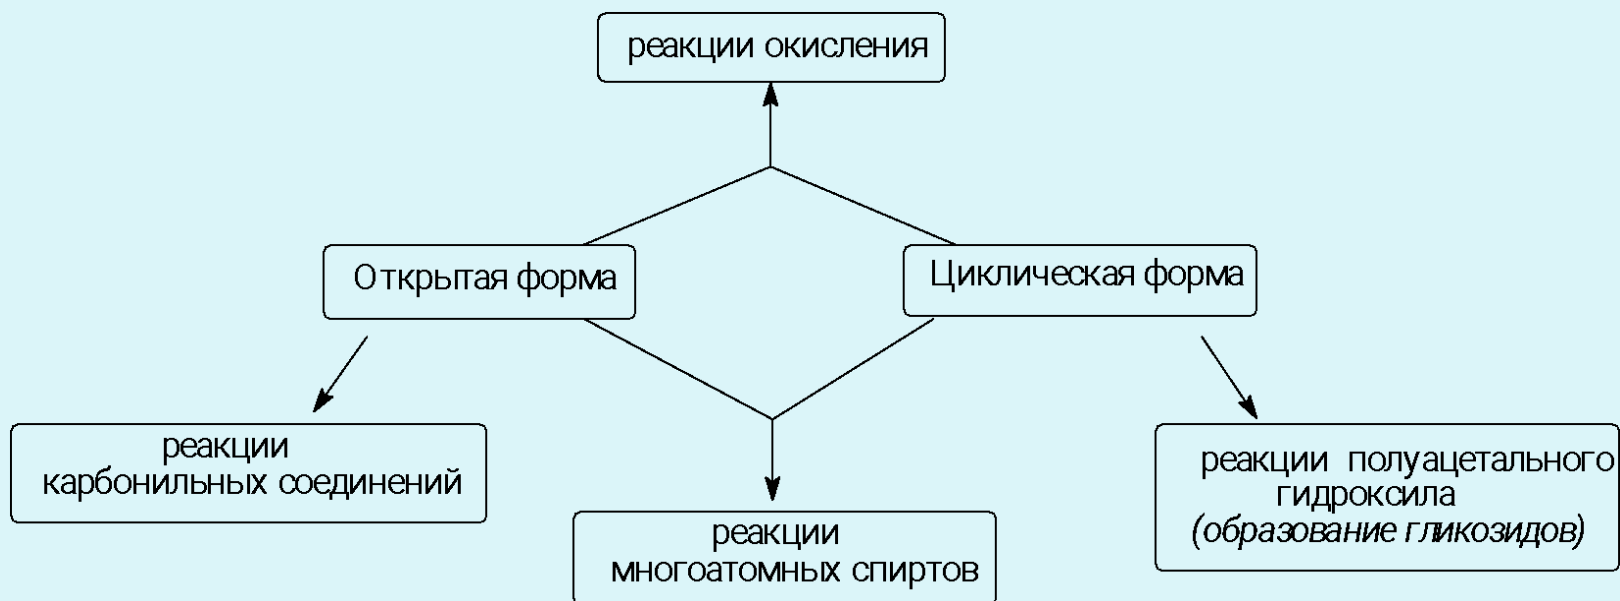 реакции окисления
Открытая форма
Циклическая форма
реакции
карбонильных соединений
реакции
многоатомных спиртов
реакции полуацетального
гидроксила
(образование гликозидов)